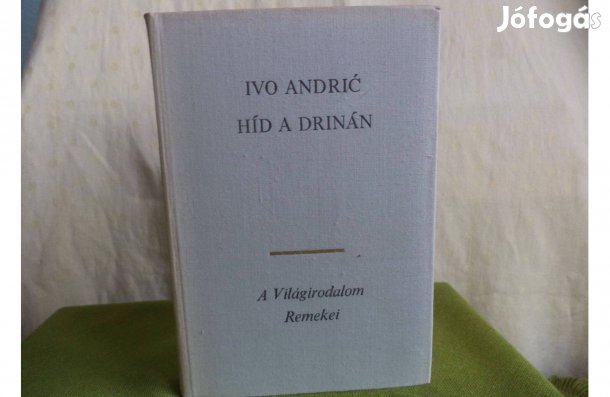 Jófogás
IVO ANDRIĆ
HÍD A DRINÁN
A Világirodalom
Remekei